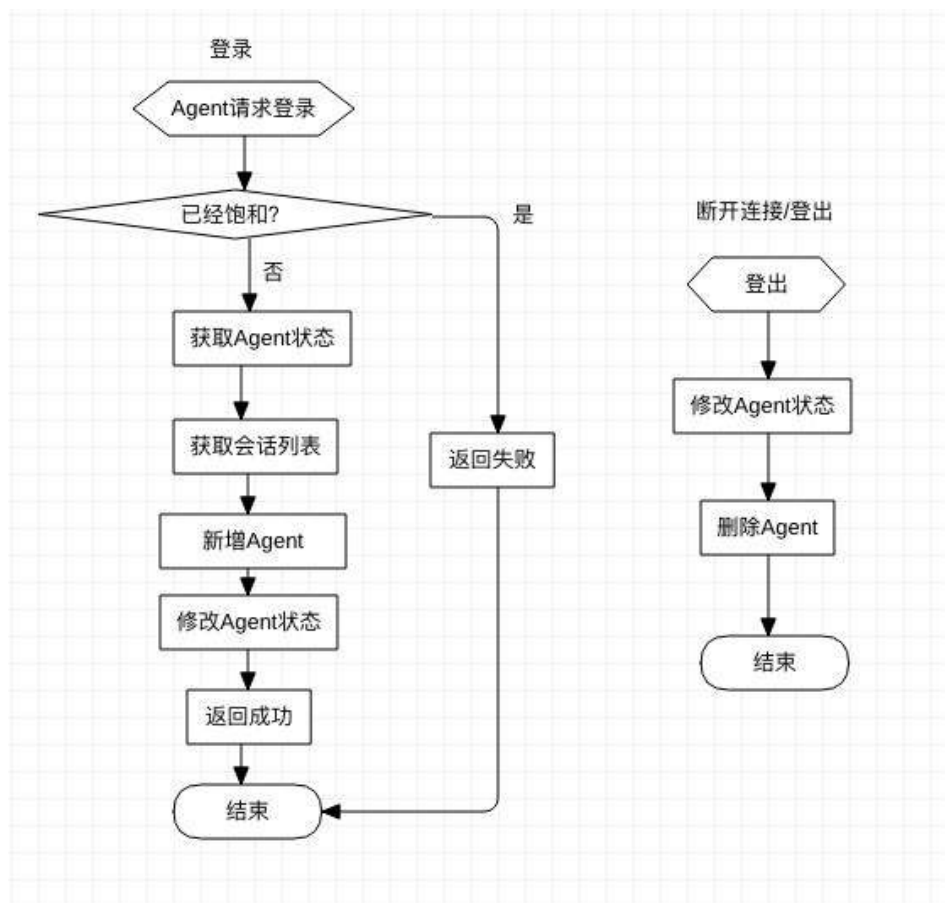 登录
Agent请求登录
已经饱和?
是
否
获取Agent状态
获取会话列表
返回失败
新增Agent
修改Agent状态
返回成功
结束
断开连接/登出
登出
修改Agent状态
删除Agent
结束